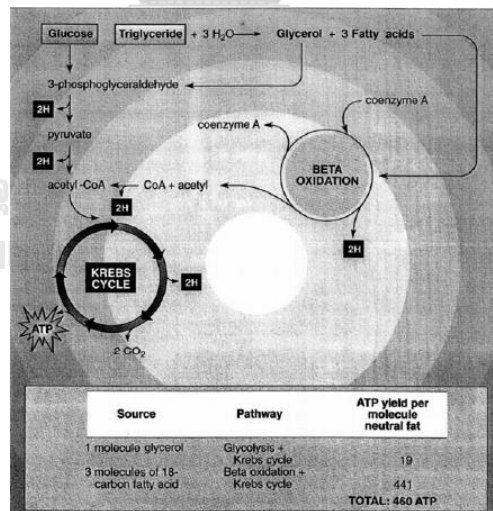 Glucose
Triglyceride + 3 H₂O → Glycerol + 3 Fatty acids
3-phosphoglyceraldehyde
2H
coenzyme A
coenzyme A
pyruvate
BETA
OXIDATION
2H
acetyl-CoA
CoA + acetyl
2H
2H
KREBS
CYCLE
2H
ATP
2 CO₂
Source Pathway ATP yield per molecule neutral fat
1 molecule glycerol Glycolysis +
Krebs cycle 19
3 molecules of 18- Beta oxidation +
carbon fatty acid Krebs cycle 441
TOTAL: 460 ATP